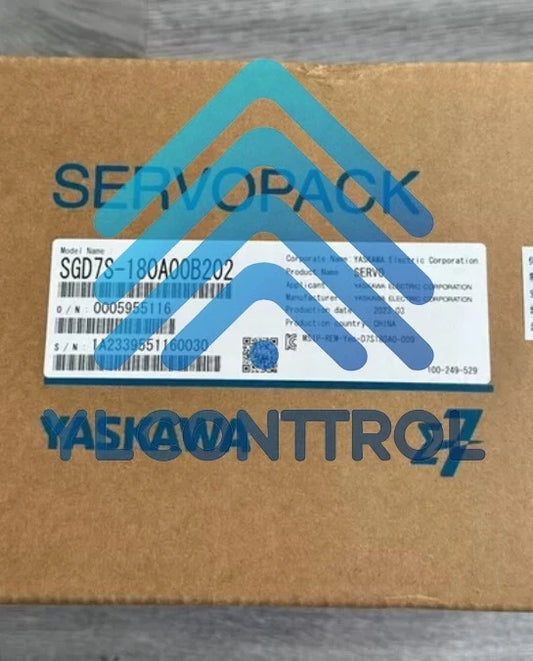 SERVOPACK
Model Name :
SGD7S-180A00B202
O/N : 0005955116
S/N : 1A2339551160030
Corporate Name: YASKAWA Electric Corporation
Product Name : SERVO
Applicant : YASKAWA ELECTRIC CORPORATION
Manufacturer : YASKAWA ELECTRIC CORPORATION
Production date: 2023.03
Production country: CHINA
100-249-529
YASKAWA
YLCONTTROL
Σ7